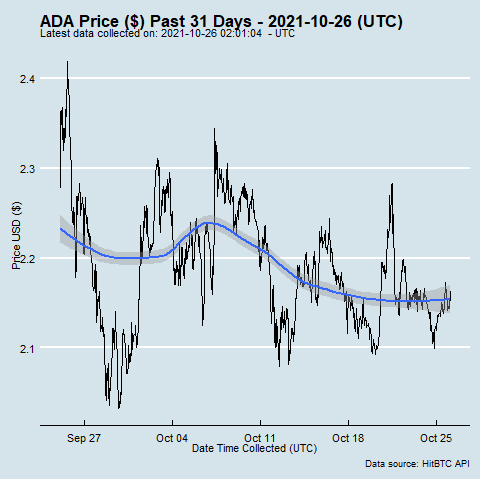 ADA Price ($) Past 31 Days - 2021-10-26 (UTC)
Latest data collected on: 2021-10-26 02:01:04  - UTC
Price USD ($)
2.4
2.3
2.2
2.1
Sep 27
Oct 04
Oct 11
Oct 18
Oct 25
Date Time Collected (UTC)
Data source: HitBTC API